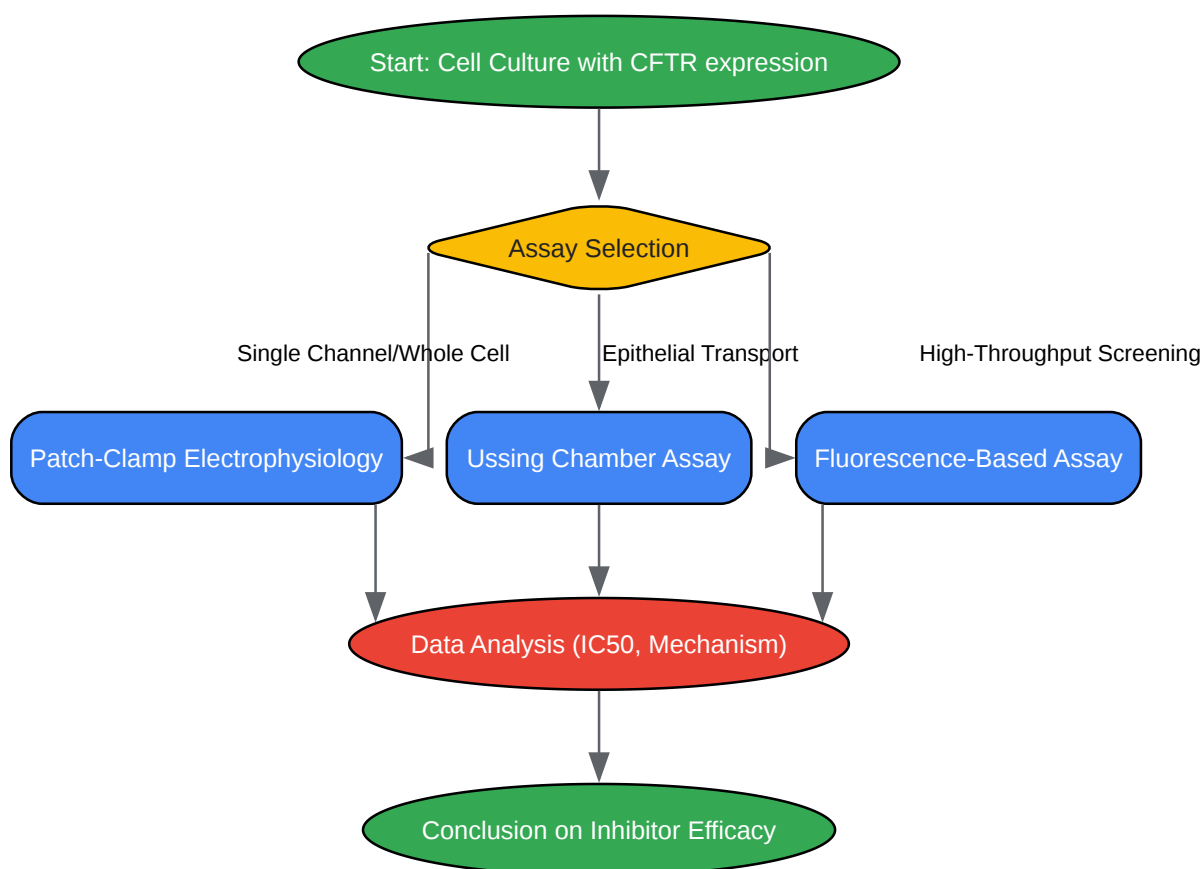 Start: Cell Culture with CFTR expression
Assay Selection
Single Channel/Whole Cell
Epithelial Transport
High-Throughput Screening
Patch-Clamp Electrophysiology
Ussing Chamber Assay
Fluorescence-Based Assay
Data Analysis (IC50, Mechanism)
Conclusion on Inhibitor Efficacy